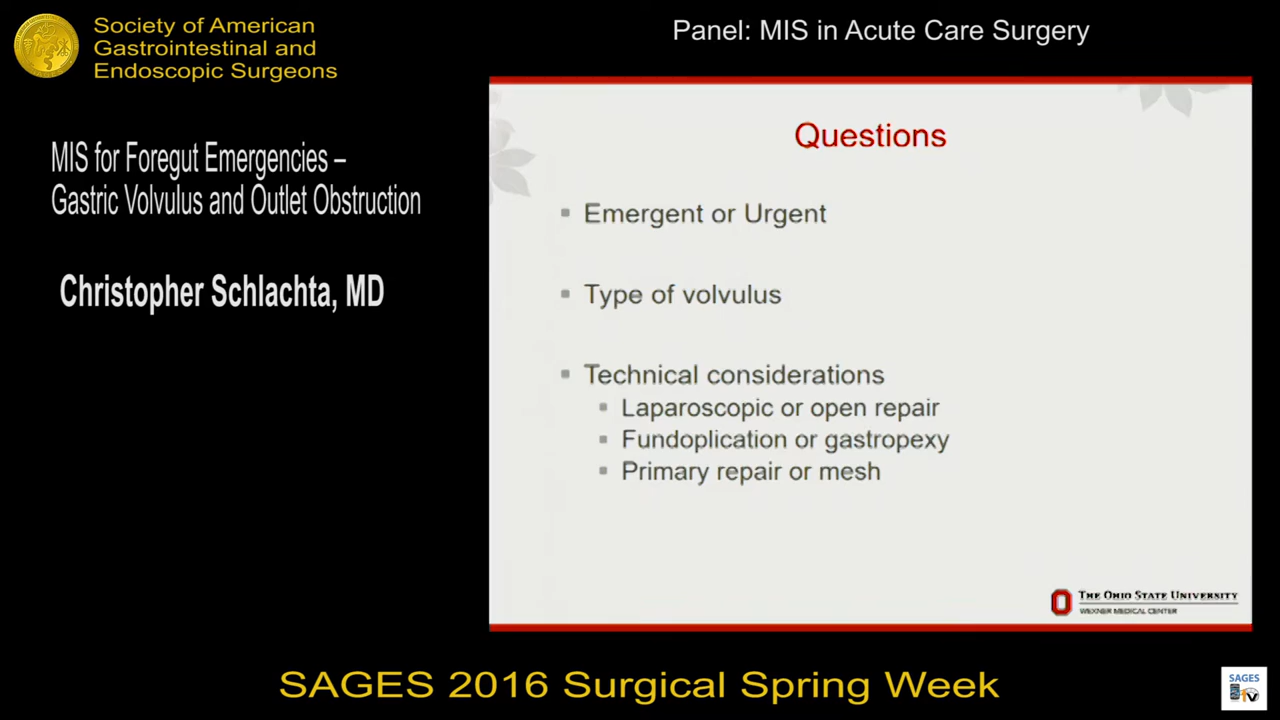 Society of American
Gastrointestinal and
Endoscopic Surgeons
Panel: MIS in Acute Care Surgery
MIS for Foregut Emergencies –
Gastric Volvulus and Outlet Obstruction
Christopher Schlachta, MD
Questions
Emergent or Urgent
Type of volvulus
Technical considerations
Laparoscopic or open repair
Fundoplication or gastropexy
Primary repair or mesh
THE OHIO STATE UNIVERSITY
WEXNER MEDICAL CENTER
SAGES 2016 Surgical Spring Week
SAGES
TV